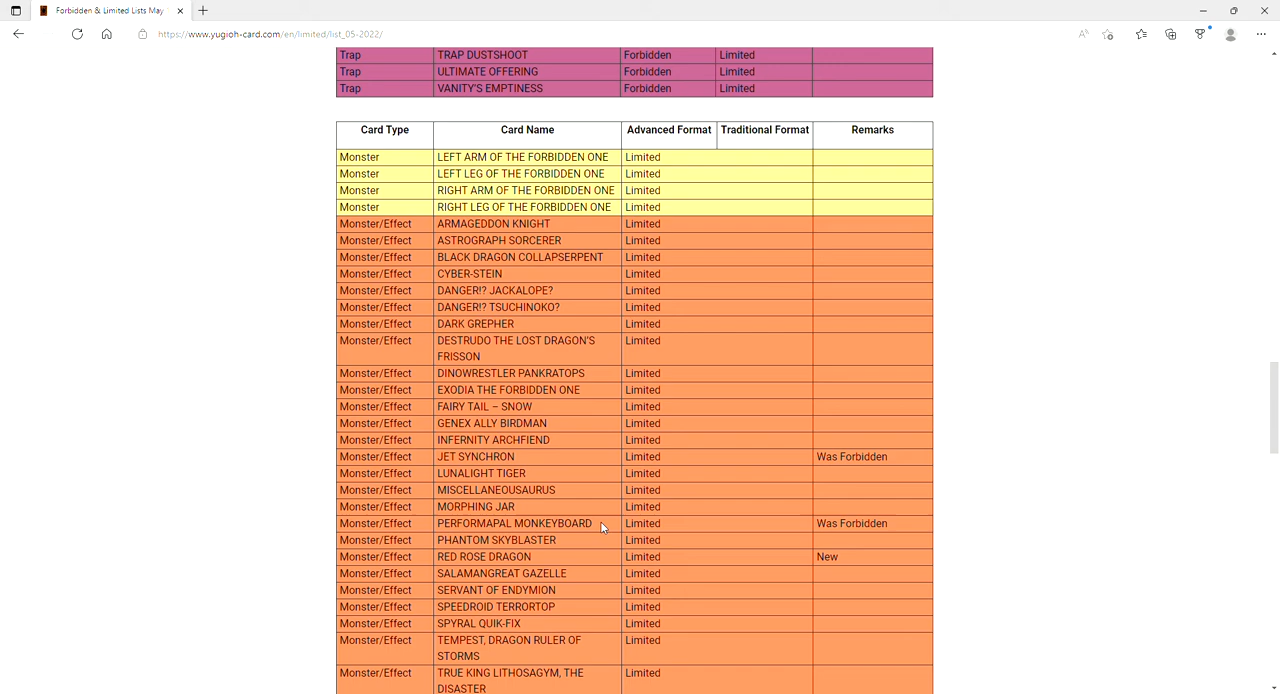 Forbidden & Limited Lists May
https://www.yugioh-card.com/en/limited/list_05-2022/
Trap TRAP DUSTSHOOT Forbidden Limited
Trap ULTIMATE OFFERING Forbidden Limited
Trap VANITY'S EMPTINESS Forbidden Limited
Card Type Card Name Advanced Format Traditional Format Remarks
Monster LEFT ARM OF THE FORBIDDEN ONE Limited
Monster LEFT LEG OF THE FORBIDDEN ONE Limited
Monster RIGHT ARM OF THE FORBIDDEN ONE Limited
Monster RIGHT LEG OF THE FORBIDDEN ONE Limited
Monster/Effect ARMAGEDDON KNIGHT Limited
Monster/Effect ASTROGRAPH SORCERER Limited
Monster/Effect BLACK DRAGON COLLAPSERPENT Limited
Monster/Effect CYBER-STEIN Limited
Monster/Effect DANGER!? JACKALOPE? Limited
Monster/Effect DANGER!? TSUCHINOKO? Limited
Monster/Effect DARK GREPHER Limited
Monster/Effect DESTRUDO THE LOST DRAGON'S Limited
FRISSON
Monster/Effect DINOWRESTLER PANKRATOPS Limited
Monster/Effect EXODIA THE FORBIDDEN ONE Limited
Monster/Effect FAIRY TAIL – SNOW Limited
Monster/Effect GENEX ALLY BIRDMAN Limited
Monster/Effect INFERNITY ARCHFIEND Limited
Monster/Effect JET SYNCHRON Limited Was Forbidden
Monster/Effect LUNALIGHT TIGER Limited
Monster/Effect MISCELLANEOUSAURUS Limited
Monster/Effect MORPHING JAR Limited
Monster/Effect PERFORMAPAL MONKEYBOARD Limited Was Forbidden
Monster/Effect PHANTOM SKYBLASTER Limited
Monster/Effect RED ROSE DRAGON Limited New
Monster/Effect SALAMANGREAT GAZELLE Limited
Monster/Effect SERVANT OF ENDYMION Limited
Monster/Effect SPEEDROID TERRORTOP Limited
Monster/Effect SPYRAL QUIK-FIX Limited
Monster/Effect TEMPEST, DRAGON RULER OF Limited
STORMS
Monster/Effect TRUE KING LITHOSAGYM, THE Limited
DISASTER